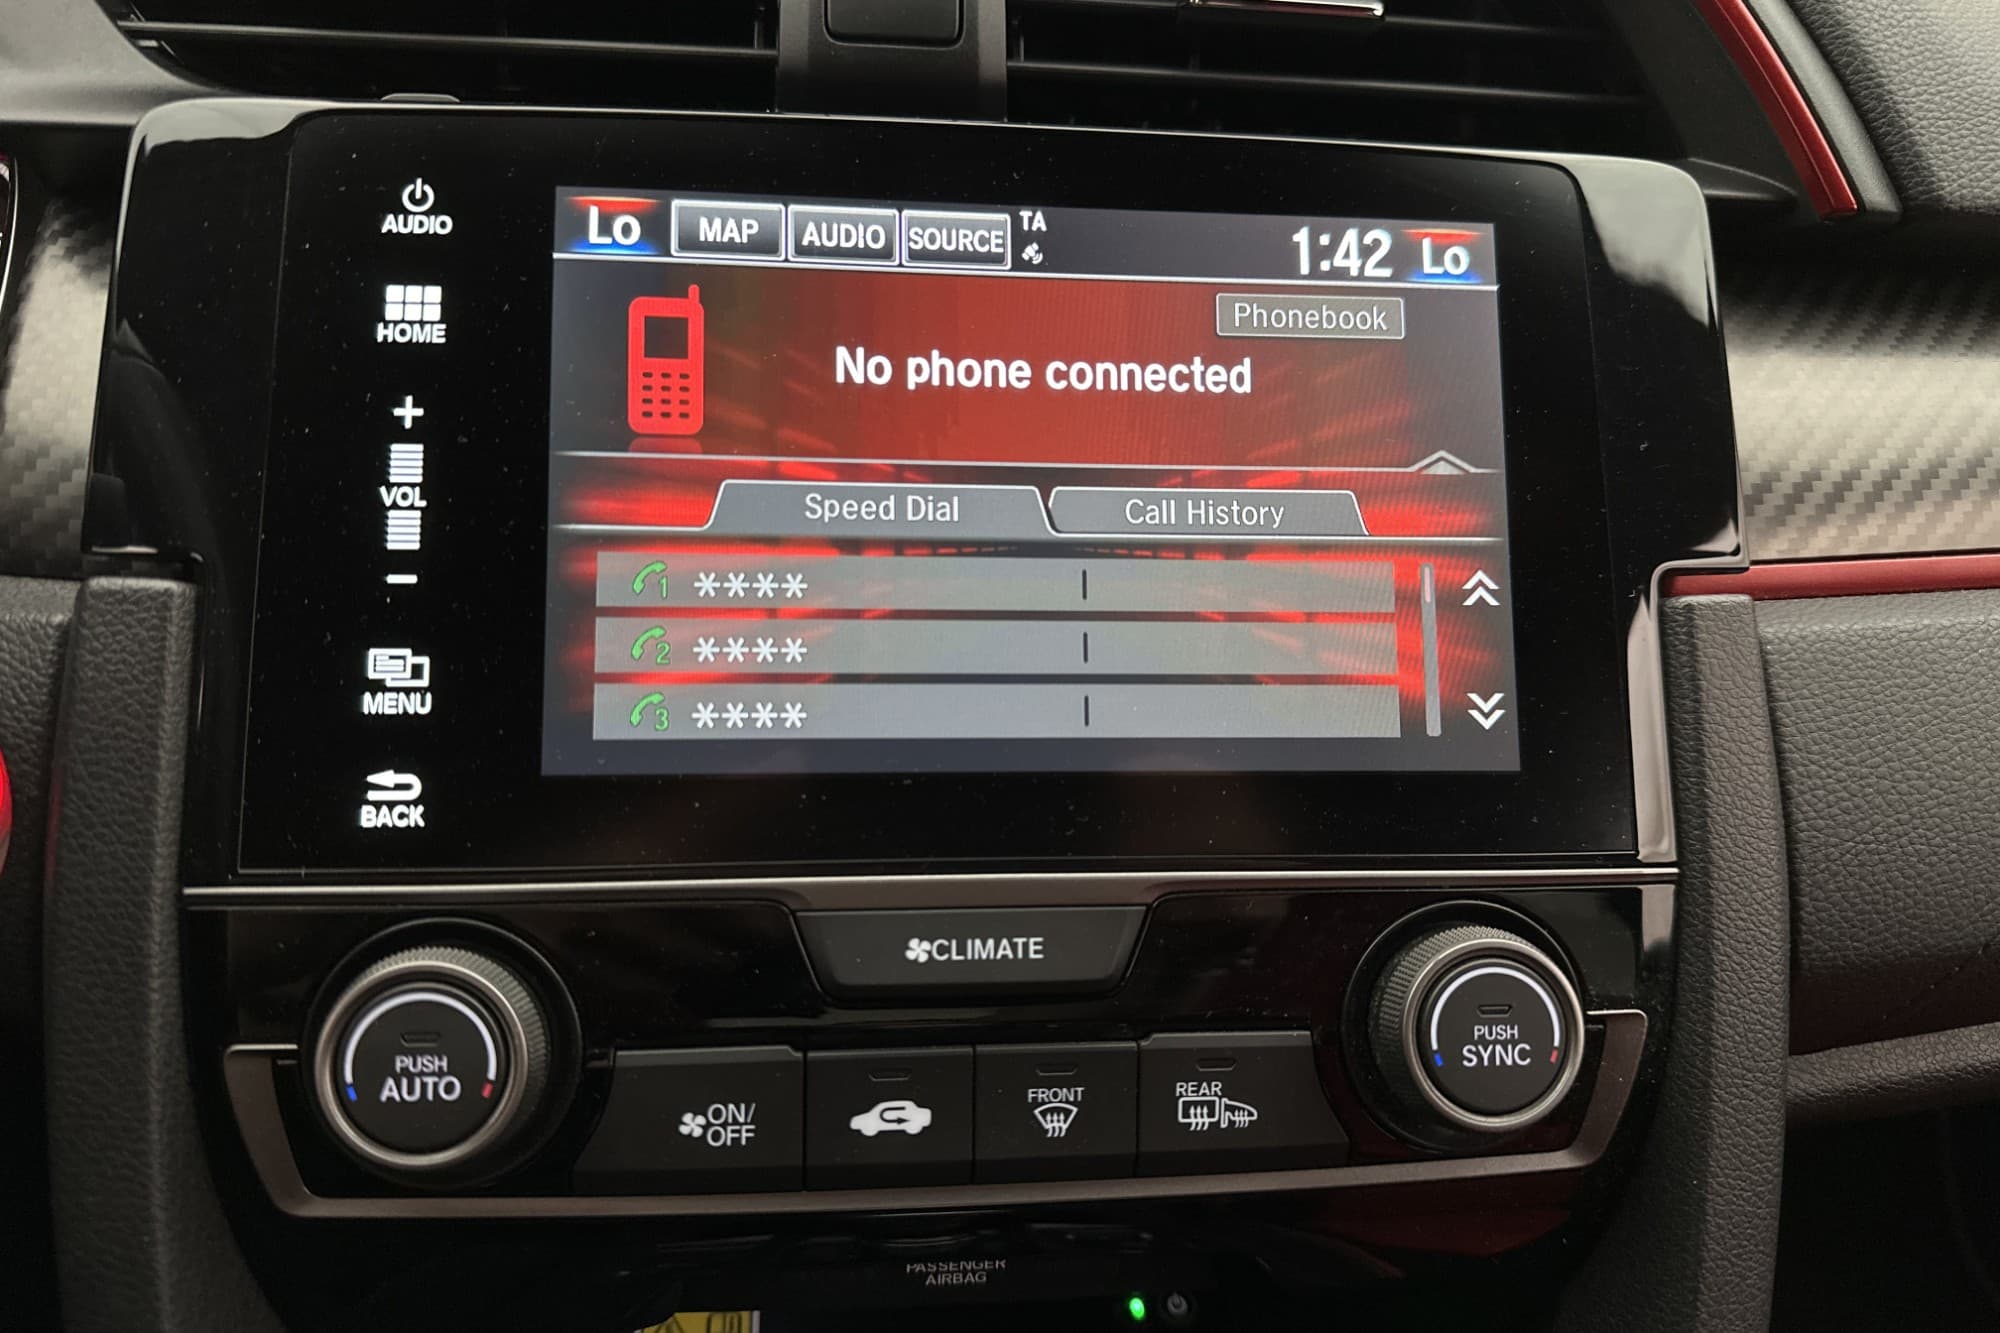 AUDIO
HOME
+
VOL
−
MENU
BACK
Lo MAP AUDIO SOURCE TA 1:42 Lo
Phonebook
No phone connected
Speed Dial Call History
1 ****
2 ****
3 ****
CLIMATE
PUSH
AUTO
ON/
OFF
FRONT
REAR
PUSH
SYNC
PASSENGER
AIRBAG